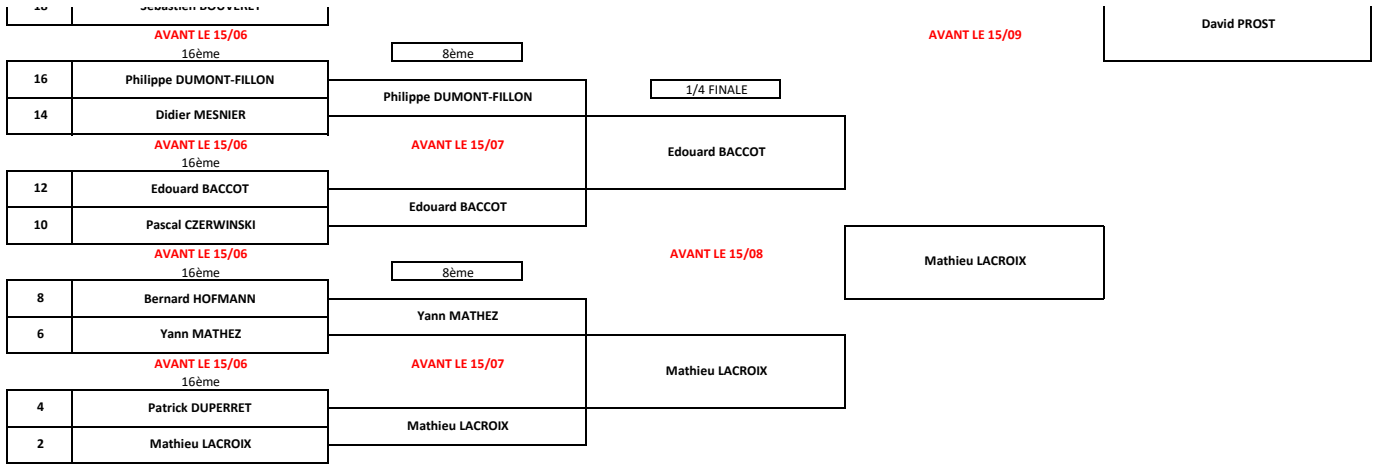 David PROST
AVANT LE 15/06
AVANT LE 15/09
16ème
8ème
16 Philippe DUMONT-FILLON
1/4 FINALE
Philippe DUMONT-FILLON
14 Didier MESNIER
AVANT LE 15/06
AVANT LE 15/07
Edouard BACCOT
16ème
12 Edouard BACCOT
Edouard BACCOT
10 Pascal CZERWINSKI
AVANT LE 15/06
AVANT LE 15/08
Mathieu LACROIX
16ème
8ème
8 Bernard HOFMANN
Yann MATHEZ
6 Yann MATHEZ
AVANT LE 15/06
AVANT LE 15/07
Mathieu LACROIX
16ème
4 Patrick DUPERRET
Mathieu LACROIX
2 Mathieu LACROIX